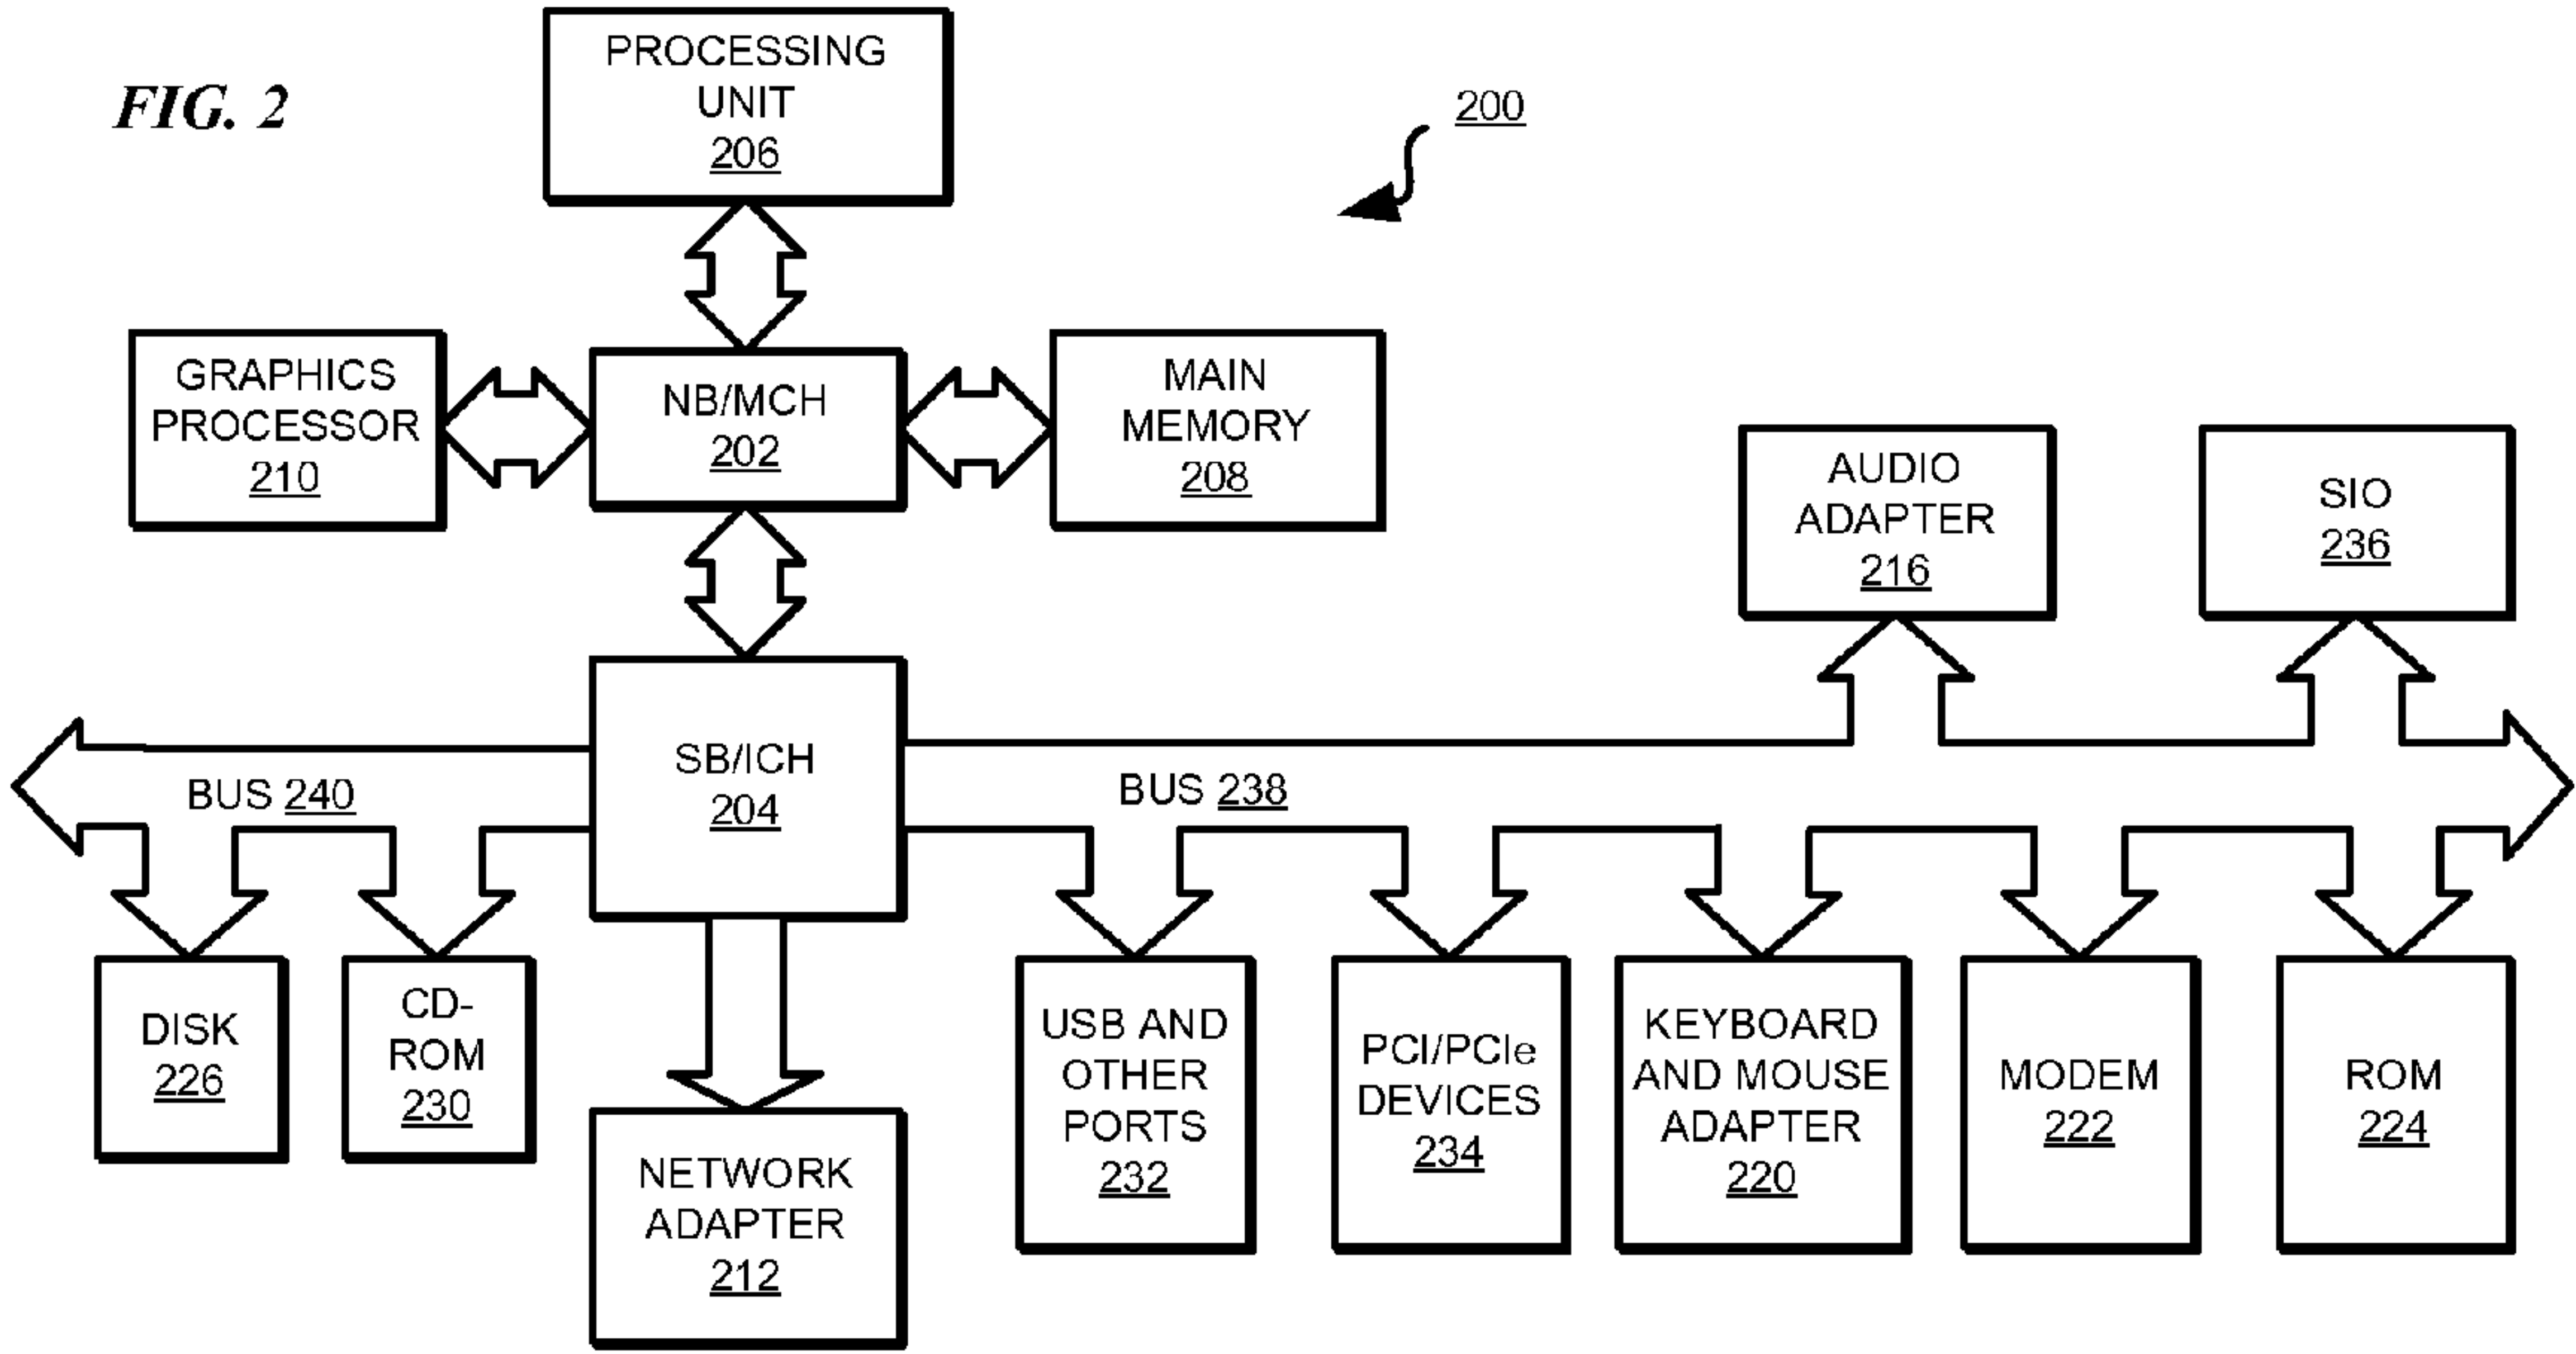 FIG. 2
PROCESSING
UNIT
206
200
GRAPHICS
PROCESSOR
210
NB/MCH
202
MAIN
MEMORY
208
AUDIO
ADAPTER
216
SIO
236
BUS 240
SB/ICH
204
BUS 238
DISK
226
CD-
ROM
230
NETWORK
ADAPTER
212
USB AND
OTHER
PORTS
232
PCI/PCIe
DEVICES
234
KEYBOARD
AND MOUSE
ADAPTER
220
MODEM
222
ROM
224